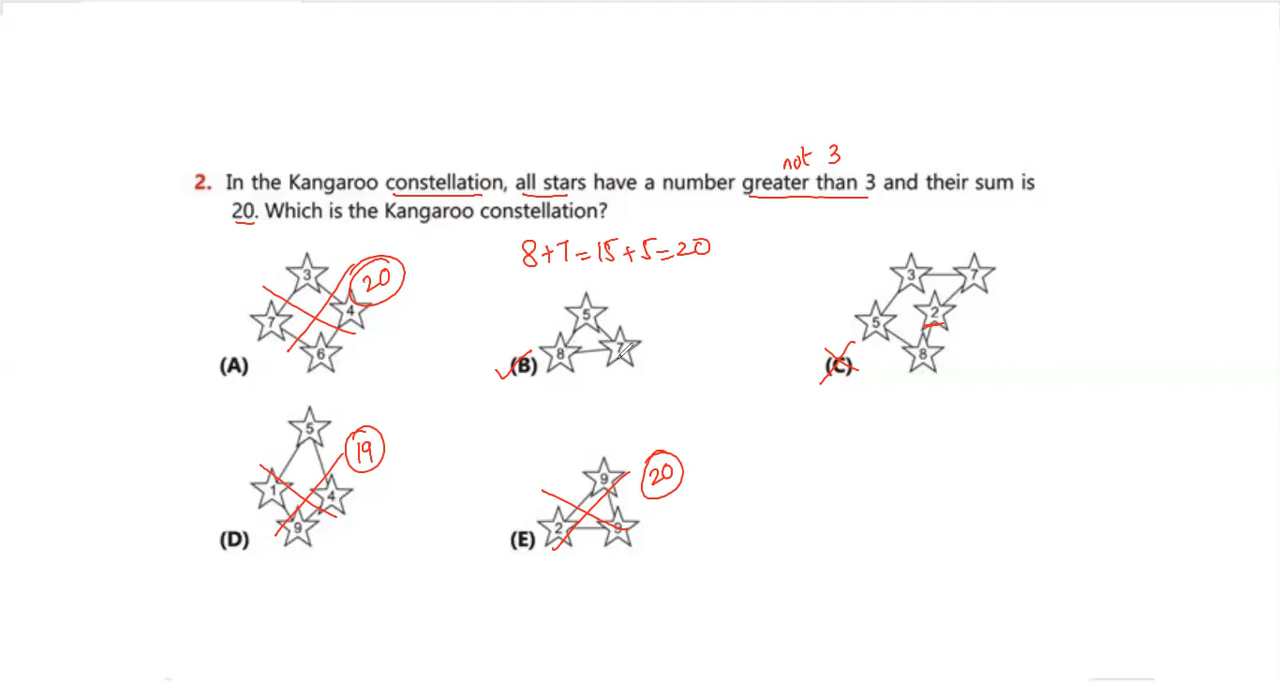 not 3
2. In the Kangaroo constellation, all stars have a number greater than 3 and their sum is
20. Which is the Kangaroo constellation?
8+7=15+5=20
3
20
7
4
6
(A)
5
8
7
(B)
3
7
5
2
8
(C)
5
19
1
4
9
(D)
9
20
2
9
(E)